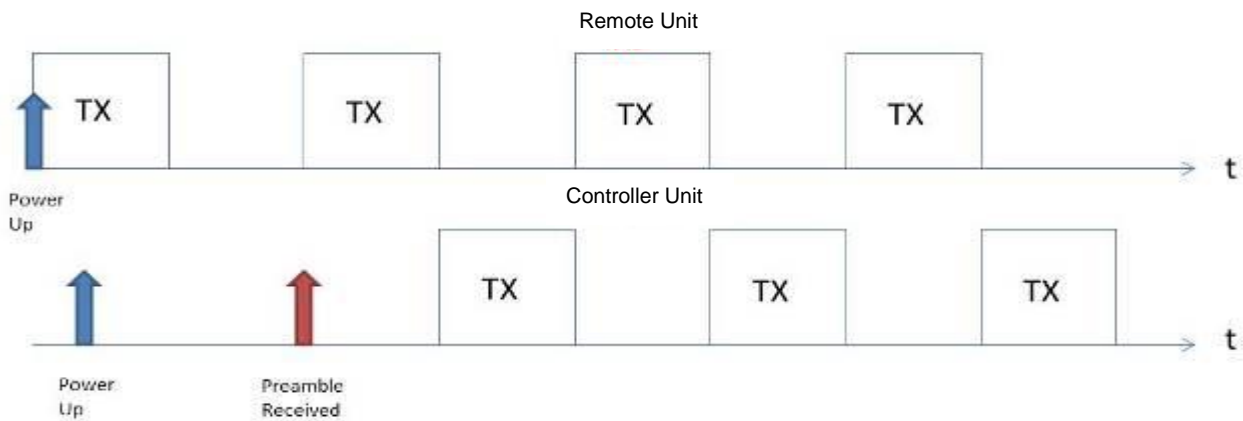 Remote Unit
TX TX TX TX
t
Power
Up
Controller Unit
TX TX TX
t
Power
Up
Preamble
Received